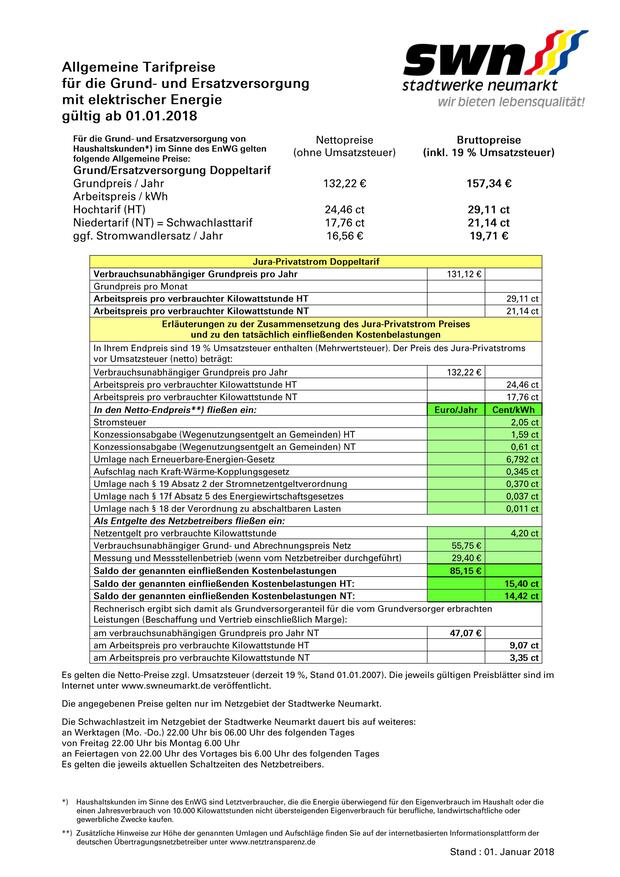 Allgemeine Tarifpreise
für die Grund- und Ersatzversorgung
mit elektrischer Energie
gültig ab 01.01.2018
swn
stadtwerke neumarkt
wir bieten lebensqualität!
Für die Grund- und Ersatzversorgung von
Haushaltskunden*) im Sinne des EnWG gelten
folgende Allgemeine Preise:
Nettopreise
(ohne Umsatzsteuer)
Bruttopreise
(inkl. 19 % Umsatzsteuer)
Grund/Ersatzversorgung Doppeltarif
Grundpreis / Jahr 132,22 € 157,34 €
Arbeitspreis / kWh
Hochtarif (HT) 24,46 ct 29,11 ct
Niedertarif (NT) = Schwachlasttarif 17,76 ct 21,14 ct
ggf. Stromwandlersatz / Jahr 16,56 € 19,71 €
Jura-Privatstrom Doppeltarif
Verbrauchsunabhängiger Grundpreis pro Jahr 131,12 €
Grundpreis pro Monat
Arbeitspreis pro verbrauchter Kilowattstunde HT 29,11 ct
Arbeitspreis pro verbrauchter Kilowattstunde NT 21,14 ct
Erläuterungen zu der Zusammensetzung des Jura-Privatstrom Preises
und zu den tatsächlich einfließenden Kostenbelastungen
In Ihrem Endpreis sind 19 % Umsatzsteuer enthalten (Mehrwertsteuer). Der Preis des Jura-Privatstroms
vor Umsatzsteuer (netto) beträgt:
Verbrauchsunabhängiger Grundpreis pro Jahr 132,22 €
Arbeitspreis pro verbrauchter Kilowattstunde HT 24,46 ct
Arbeitspreis pro verbrauchter Kilowattstunde NT 17,76 ct
In den Netto-Endpreis**) fließen ein: Euro/Jahr Cent/kWh
Stromsteuer 2,05 ct
Konzessionsabgabe (Wegenutzungsentgelt an Gemeinden) HT 1,59 ct
Konzessionsabgabe (Wegenutzungsentgelt an Gemeinden) NT 0,61 ct
Umlage nach Erneuerbare-Energien-Gesetz 6,792 ct
Aufschlag nach Kraft-Wärme-Kopplungsgesetz 0,345 ct
Umlage nach § 19 Absatz 2 der Stromnetzentgeltverordnung 0,370 ct
Umlage nach § 17f Absatz 5 des Energiewirtschaftsgesetzes 0,037 ct
Umlage nach § 18 der Verordnung zu abschaltbaren Lasten 0,011 ct
Als Entgelte des Netzbetreibers fließen ein:
Netzentgelt pro verbrauchte Kilowattstunde 4,20 ct
Verbrauchsunabhängiger Grund- und Abrechnungspreis Netz 55,75 €
Messung und Messstellenbetrieb (wenn vom Netzbetreiber durchgeführt) 29,40 €
Saldo der genannten einfließenden Kostenbelastungen 85,15 €
Saldo der genannten einfließenden Kostenbelastungen HT: 15,40 ct
Saldo der genannten einfließenden Kostenbelastungen NT: 14,42 ct
Rechnerisch ergibt sich damit als Grundversorgeranteil für die vom Grundversorger erbrachten
Leistungen (Beschaffung und Vertrieb einschließlich Marge):
am verbrauchsunabhängigen Grundpreis pro Jahr NT 47,07 €
am Arbeitspreis pro verbrauchte Kilowattstunde HT 9,07 ct
am Arbeitspreis pro verbrauchte Kilowattstunde NT 3,35 ct
Es gelten die Netto-Preise zzgl. Umsatzsteuer (derzeit 19 %, Stand 01.01.2007). Die jeweils gültigen Preisblätter sind im
Internet unter www.swneumarkt.de veröffentlicht.
Die angegebenen Preise gelten nur im Netzgebiet der Stadtwerke Neumarkt.
Die Schwachlastzeit im Netzgebiet der Stadtwerke Neumarkt dauert bis auf weiteres:
an Werktagen (Mo. -Do.) 22.00 Uhr bis 06.00 Uhr des folgenden Tages
von Freitag 22.00 Uhr bis Montag 6.00 Uhr
an Feiertagen von 22.00 Uhr des Vortages bis 6.00 Uhr des folgenden Tages
Es gelten die jeweils aktuellen Schaltzeiten des Netzbetreibers.
*) Haushaltskunden im Sinne des EnWG sind Letztverbraucher, die die Energie überwiegend für den Eigenverbrauch im Haushalt oder die
einen Jahresverbrauch von 10.000 Kilowattstunden nicht übersteigenden Eigenverbrauch für berufliche, landwirtschaftliche oder
gewerbliche Zwecke kaufen.
**) Zusätzliche Hinweise zur Höhe der genannten Umlagen und Aufschläge finden Sie auf der internetbasierten Informationsplattform der
deutschen Übertragungsnetzbetreiber unter www.netztransparenz.de
Stand : 01. Januar 2018